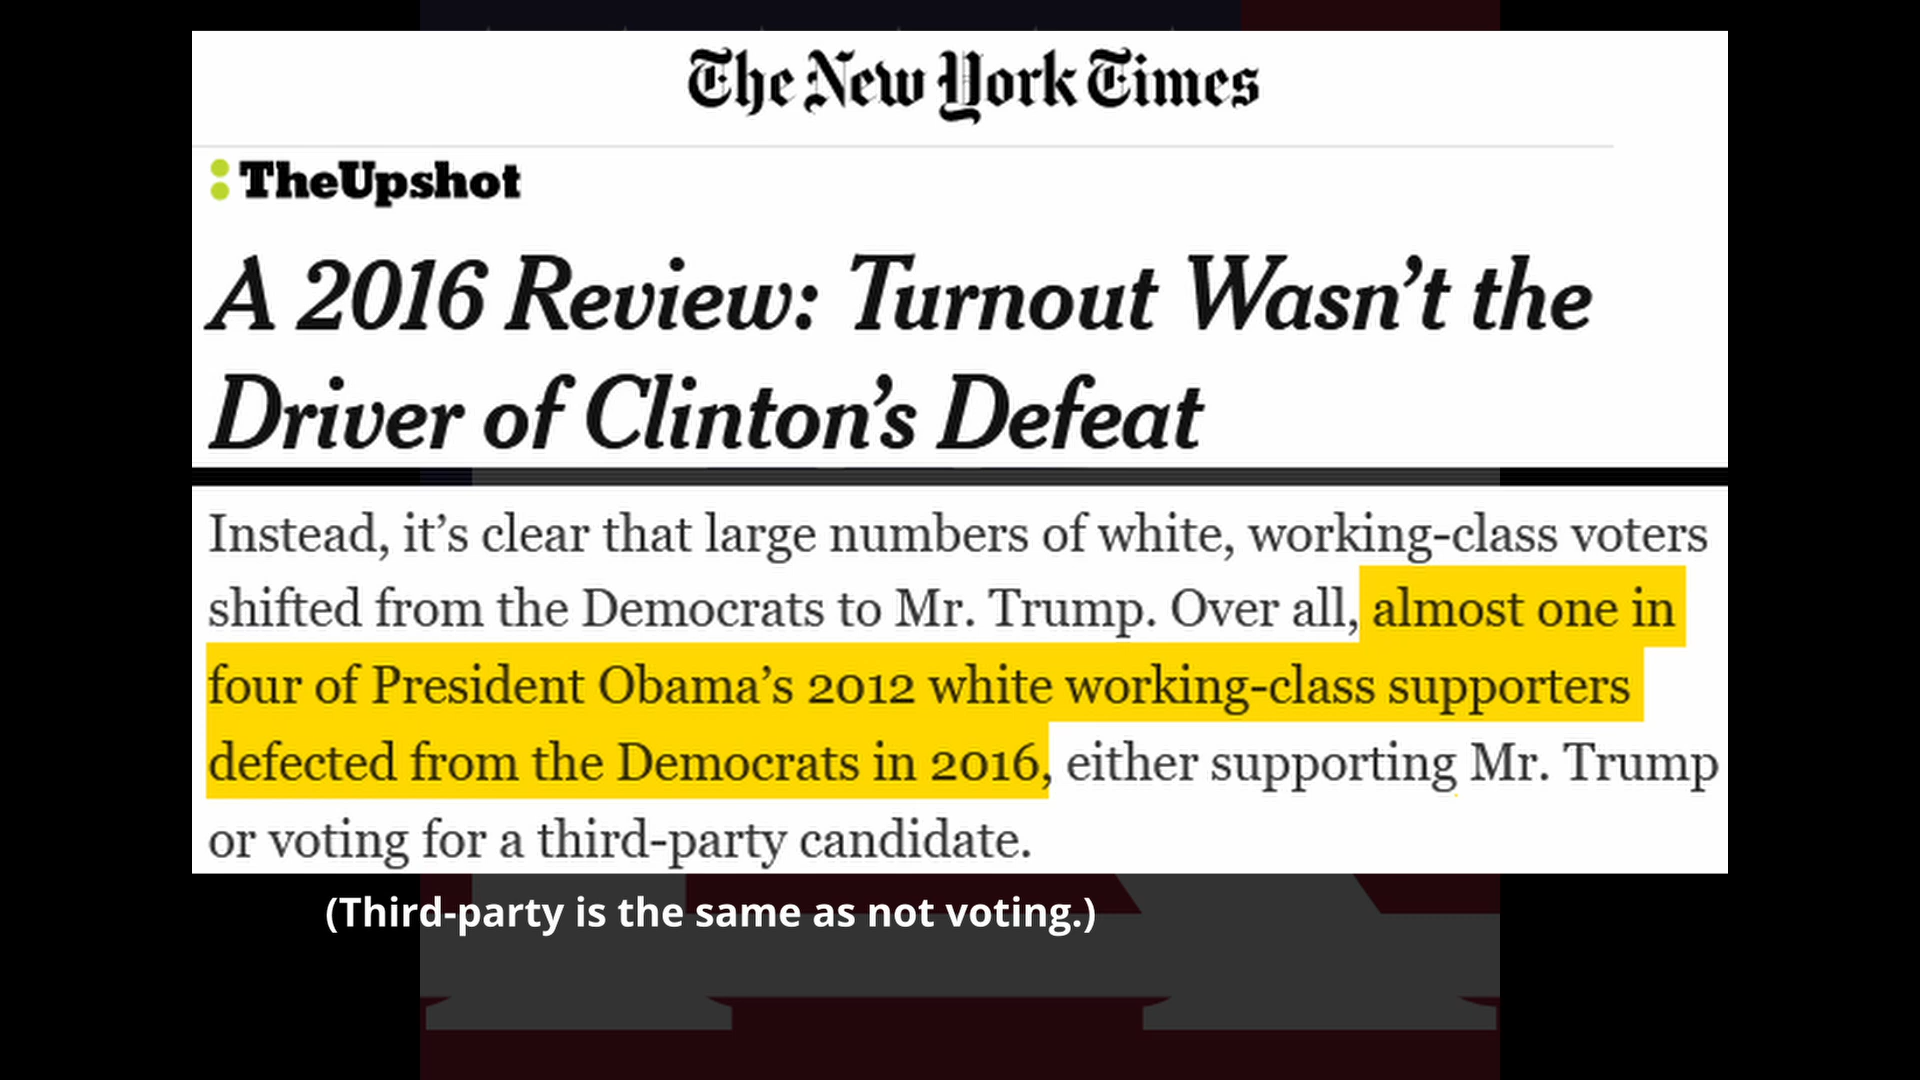 The New York Times
TheUpshot
A 2016 Review: Turnout Wasn’t the
Driver of Clinton’s Defeat
Instead, it’s clear that large numbers of white, working-class voters
shifted from the Democrats to Mr. Trump. Over all, almost one in
four of President Obama’s 2012 white working-class supporters
defected from the Democrats in 2016, either supporting Mr. Trump
or voting for a third-party candidate.
(Third-party is the same as not voting.)